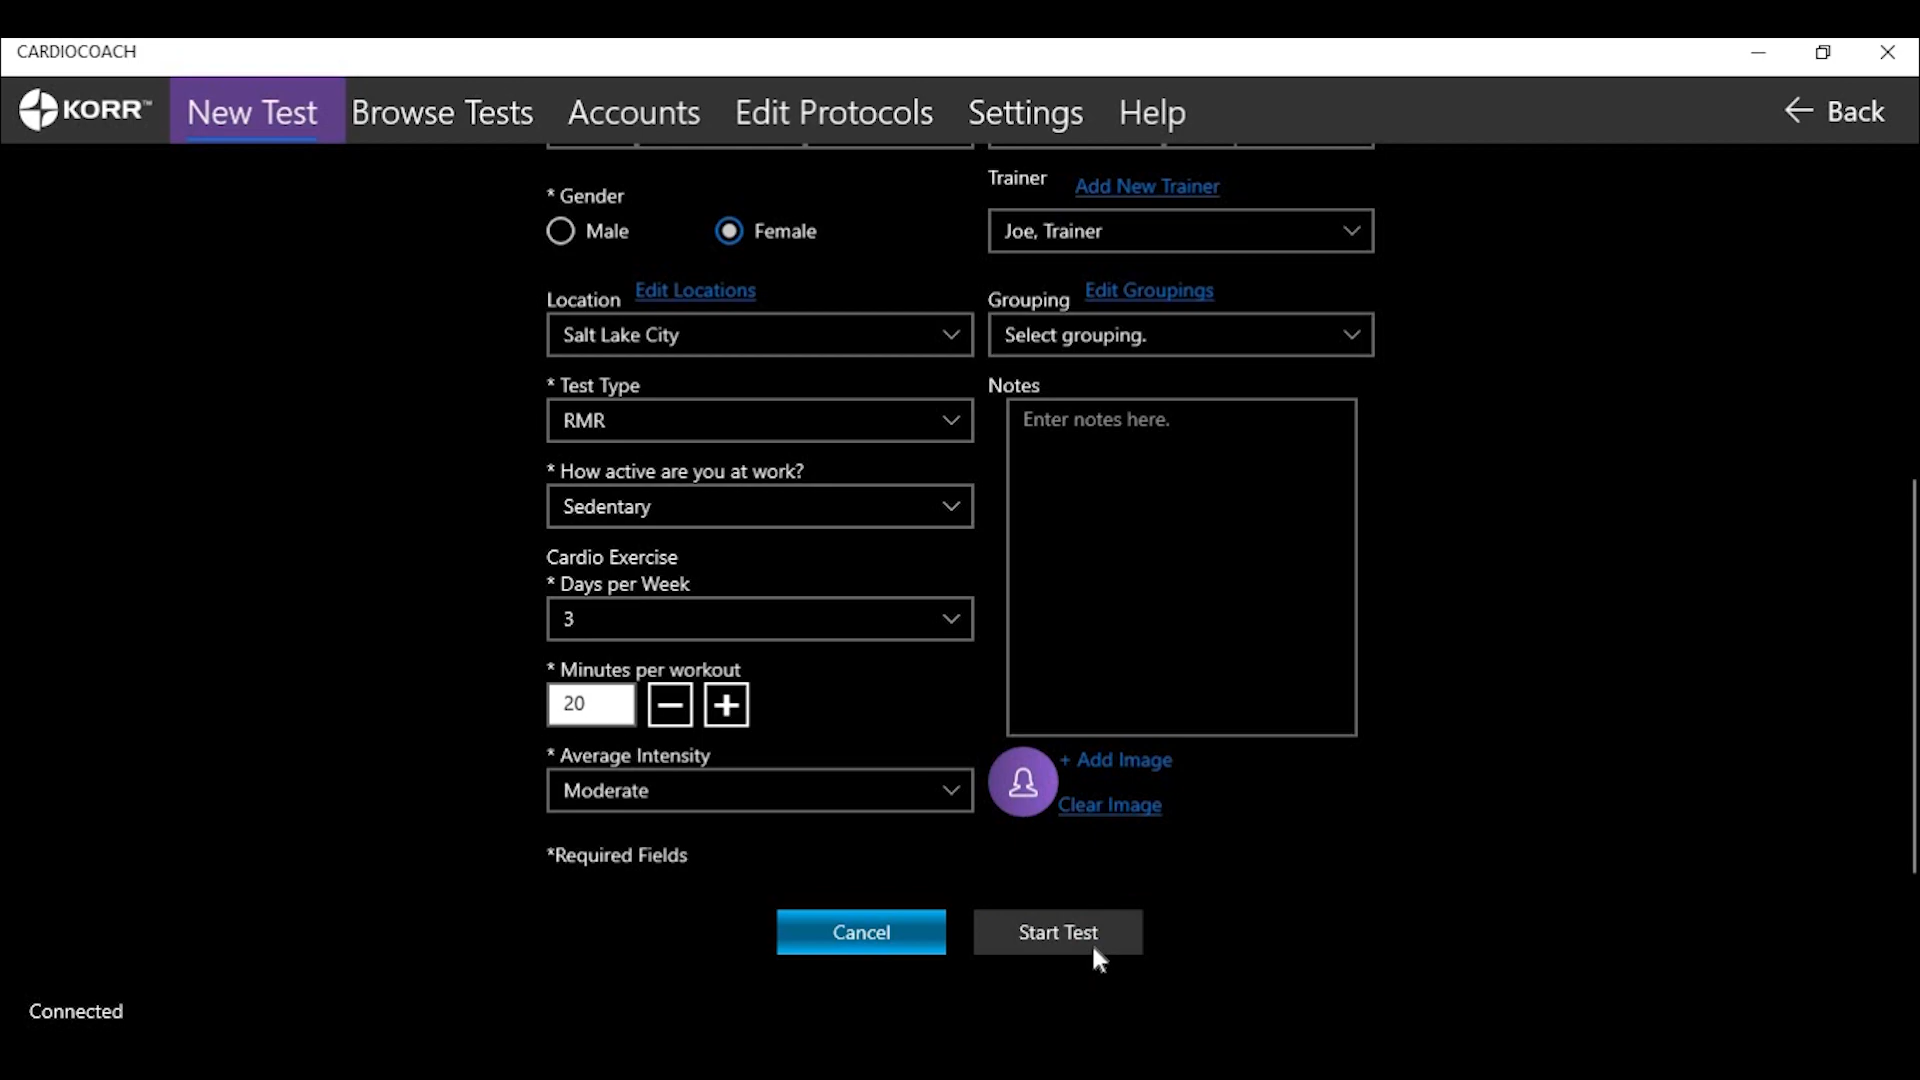 CARDIOCOACH
KORR™ New Test Browse Tests Accounts Edit Protocols Settings Help Back
* Gender
Male Female
Trainer Add New Trainer
Joe, Trainer
Location Edit Locations
Salt Lake City
Grouping Edit Groupings
Select grouping.
* Test Type
RMR
* How active are you at work?
Sedentary
Cardio Exercise
* Days per Week
3
* Minutes per workout
20
* Average Intensity
Moderate
Notes
Enter notes here.
+ Add Image
Clear Image
*Required Fields
Cancel Start Test
Connected